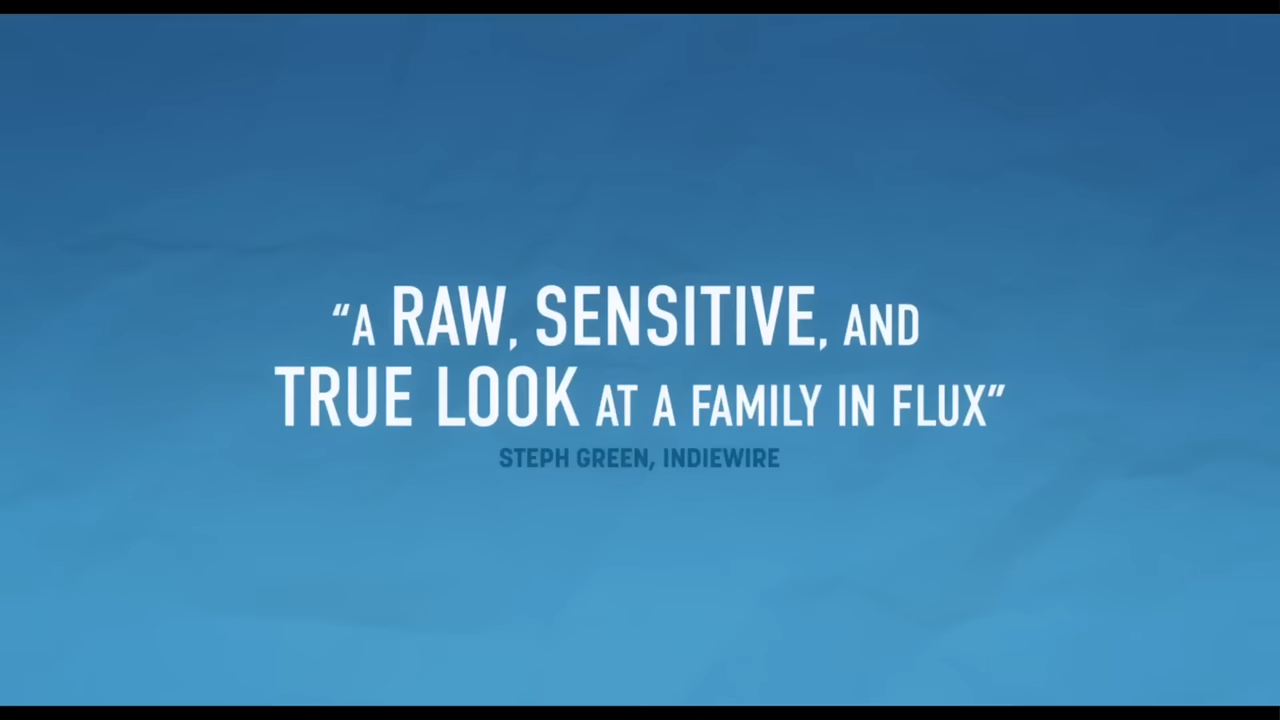 “A RAW, SENSITIVE, AND
TRUE LOOK AT A FAMILY IN FLUX”
STEPH GREEN, INDIEWIRE